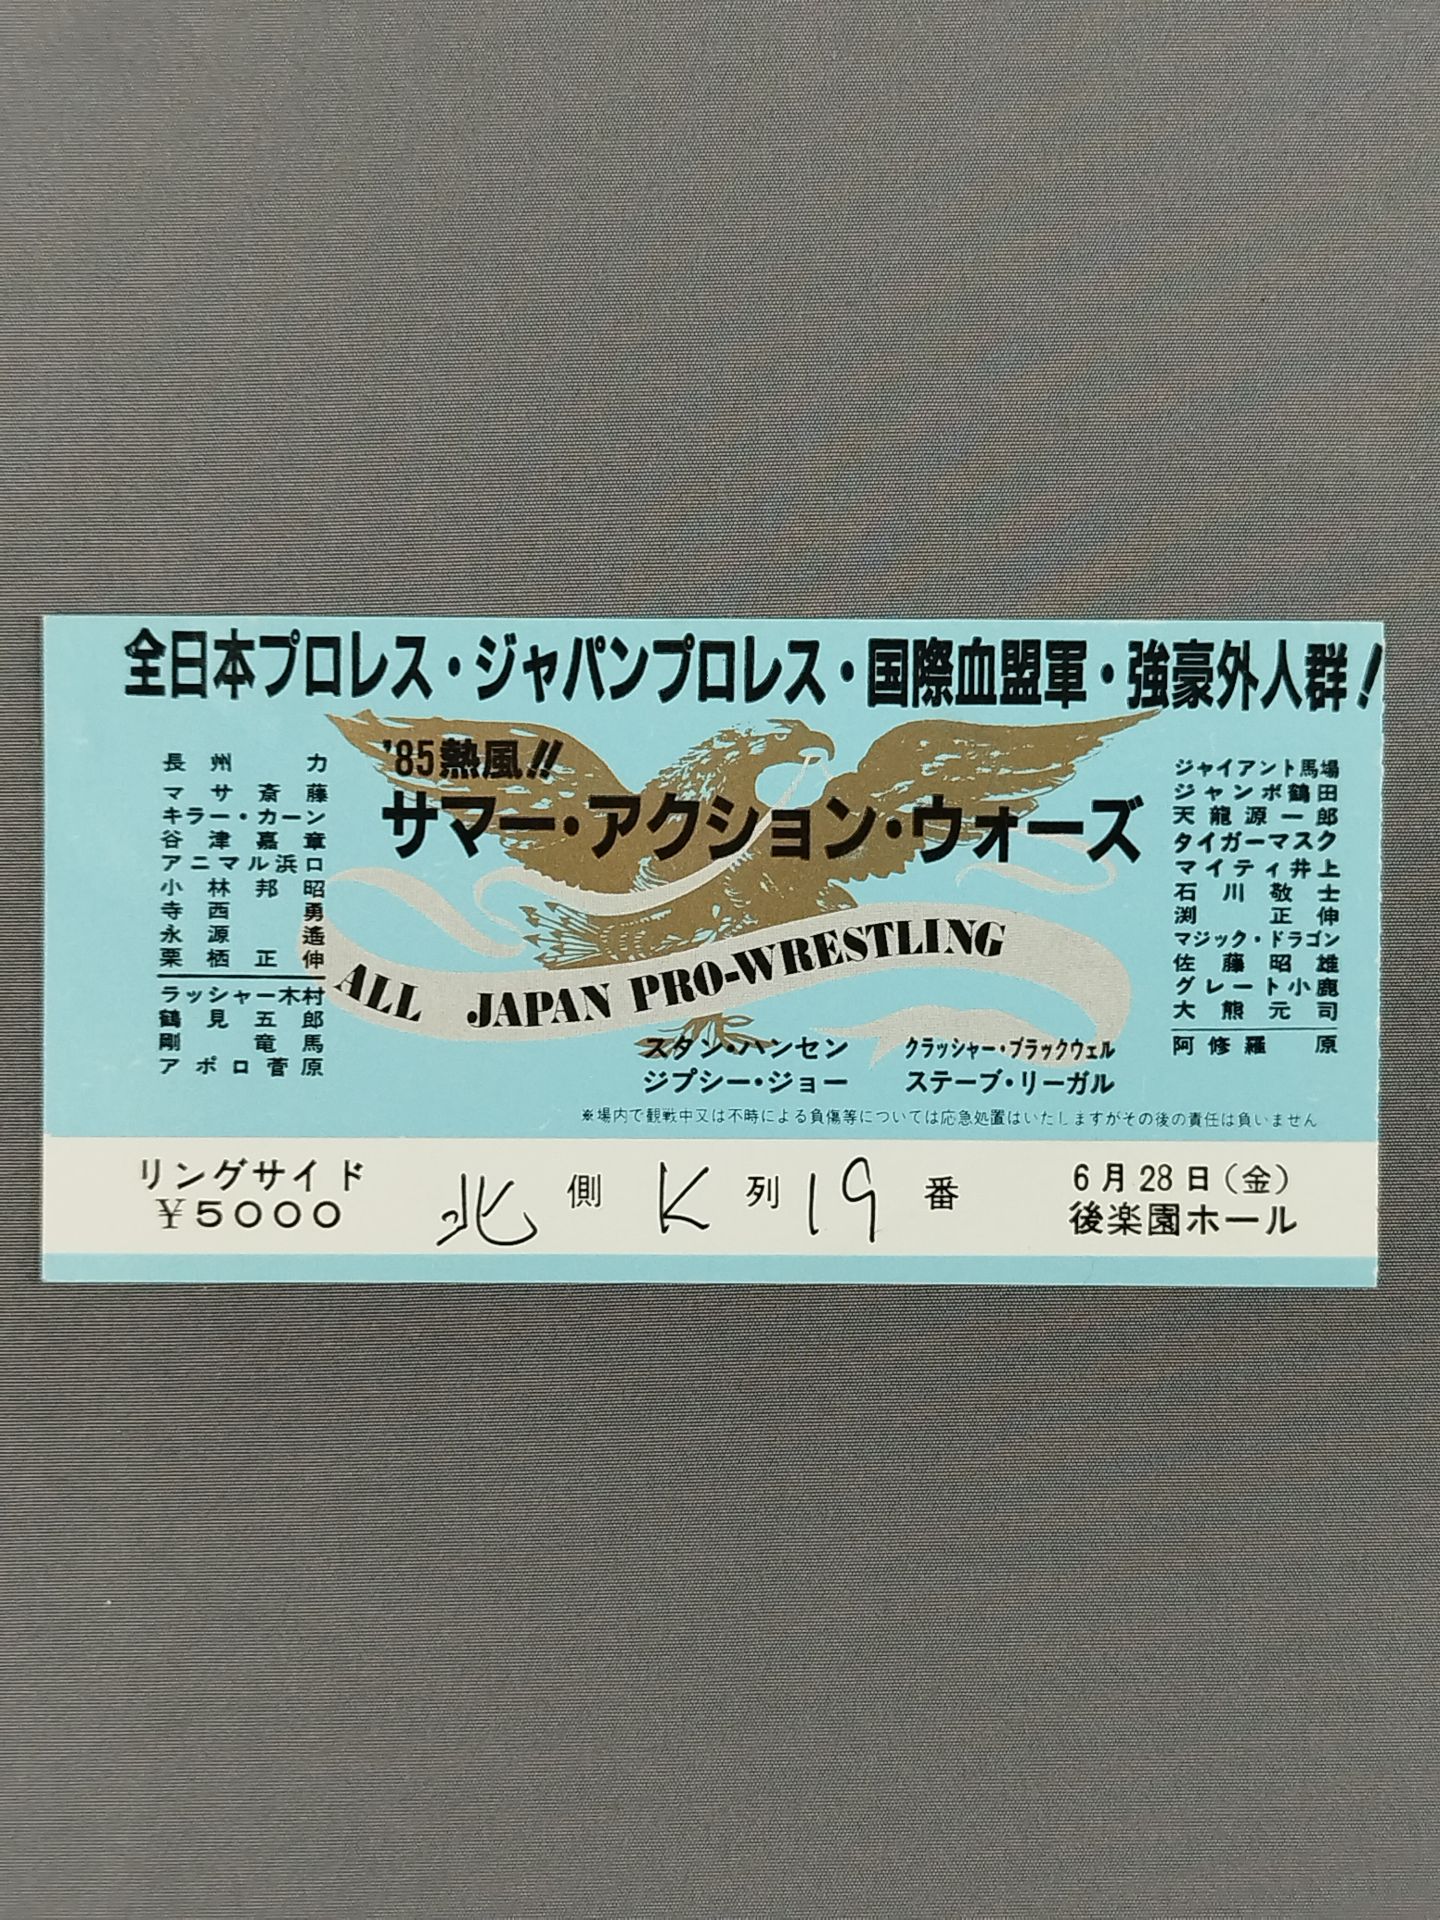 全日本プロレス・ジャパンプロレス・国際血盟軍・強豪外人群!
'85熱風!!
サマー・アクション・ウォーズ
長州力
マサ斎藤
キラー・カーン
谷津嘉章
アニマル浜口
小林邦昭
寺西勇
永源遙
栗栖正伸
ラッシャー木村
鶴見五郎
剛竜馬
アポロ菅原
ALL JAPAN PRO-WRESTLING
スタン・ハンセン
クラッシャー・ブラックウェル
ジプシー・ジョー
ステーブ・リーガル
ジャイアント馬場
ジャンボ鶴田
天龍源一郎
タイガーマスク
マイティ井上
石川敬士
渕正伸
マジック・ドラゴン
佐藤昭雄
グレート小鹿
大熊元司
阿修羅原
※場内で観戦中又は不時による負傷等については応急処置はいたしますがその後の責任は負いません
リングサイド
¥5000
北側K列19番
6月28日(金)
後楽園ホール